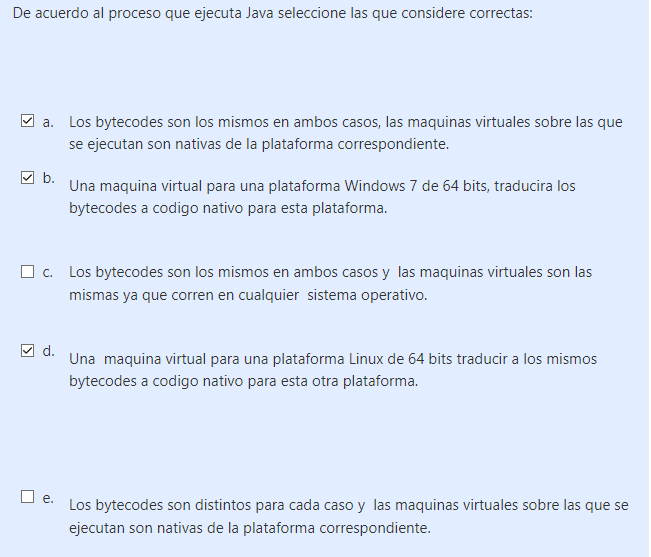 De acuerdo al proceso que ejecuta Java seleccione las que considere correctas:
a. Los bytecodes son los mismos en ambos casos, las maquinas virtuales sobre las que
se ejecutan son nativas de la plataforma correspondiente.
b. Una maquina virtual para una plataforma Windows 7 de 64 bits, traducira los
bytecodes a codigo nativo para esta plataforma.
c. Los bytecodes son los mismos en ambos casos y las maquinas virtuales son las
mismas ya que corren en cualquier sistema operativo.
d. Una maquina virtual para una plataforma Linux de 64 bits traducir a los mismos
bytecodes a codigo nativo para esta otra plataforma.
e. Los bytecodes son distintos para cada caso y las maquinas virtuales sobre las que se
ejecutan son nativas de la plataforma correspondiente.